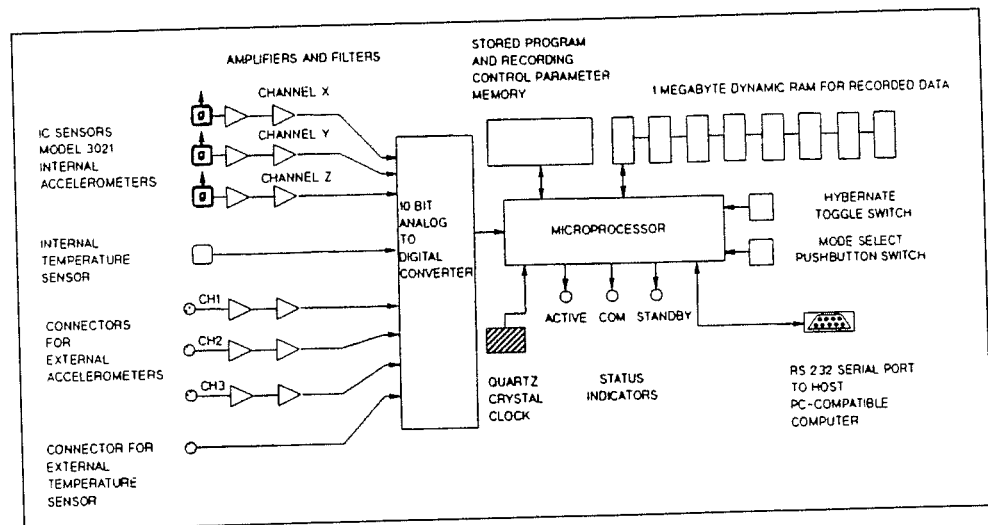 AMPLIFIERS AND FILTERS
STORED PROGRAM
AND RECORDING
CONTROL PARAMETER
MEMORY
1 MEGABYTE DYNAMIC RAM FOR RECORDED DATA
IC SENSORS
MODEL 3021
INTERNAL
ACCELEROMETERS
g
CHANNEL X
g
CHANNEL Y
g
CHANNEL Z
INTERNAL
TEMPERATURE
SENSOR
CONNECTORS
FOR
EXTERNAL
ACCELEROMETERS
CH1
CH2
CH3
CONNECTOR FOR
EXTERNAL
TEMPERATURE
SENSOR
10 BIT
ANALOG
TO
DIGITAL
CONVERTER
MICROPROCESSOR
HYBERNATE
TOGGLE SWITCH
MODE SELECT
PUSHBUTTON SWITCH
ACTIVE COM STANDBY
QUARTZ
CRYSTAL
CLOCK
STATUS
INDICATORS
RS 232 SERIAL PORT
TO HOST
PC-COMPATIBLE
COMPUTER